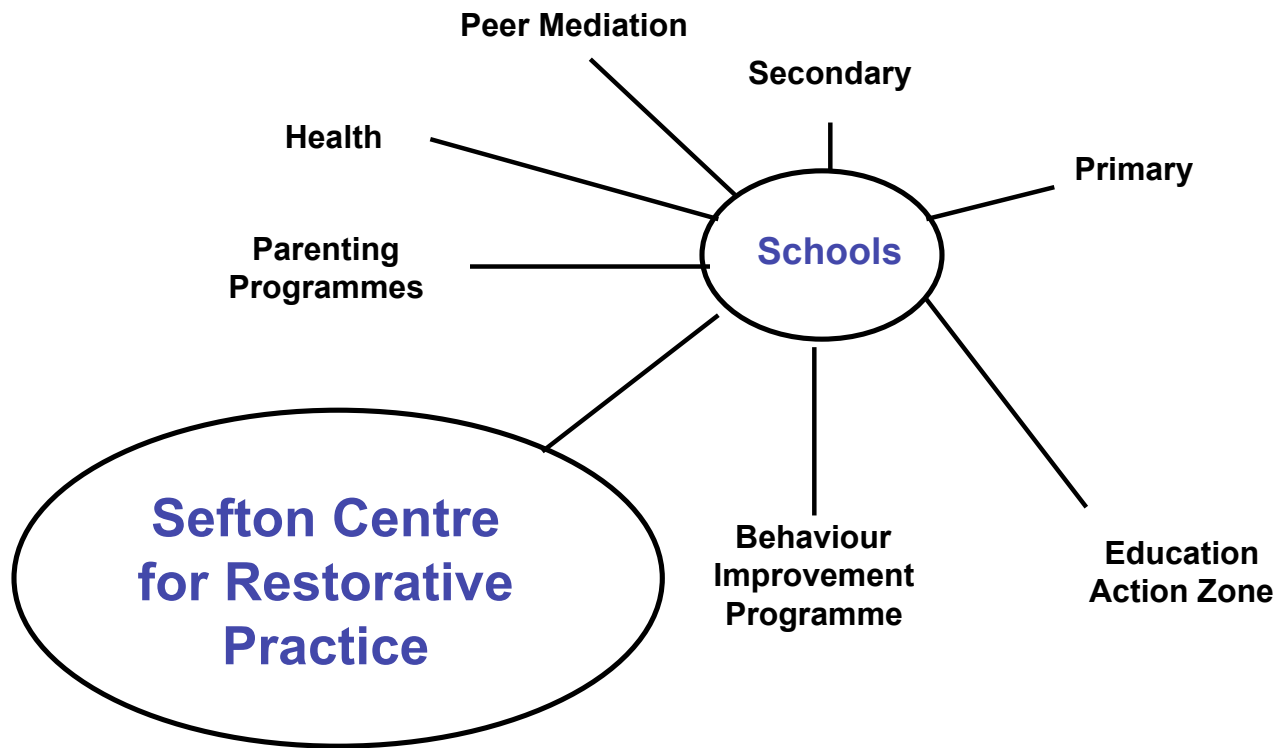 Peer Mediation
Secondary
Health
Primary
Parenting
Programmes
Schools
Sefton Centre
for Restorative
Practice
Behaviour
Improvement
Programme
Education
Action Zone